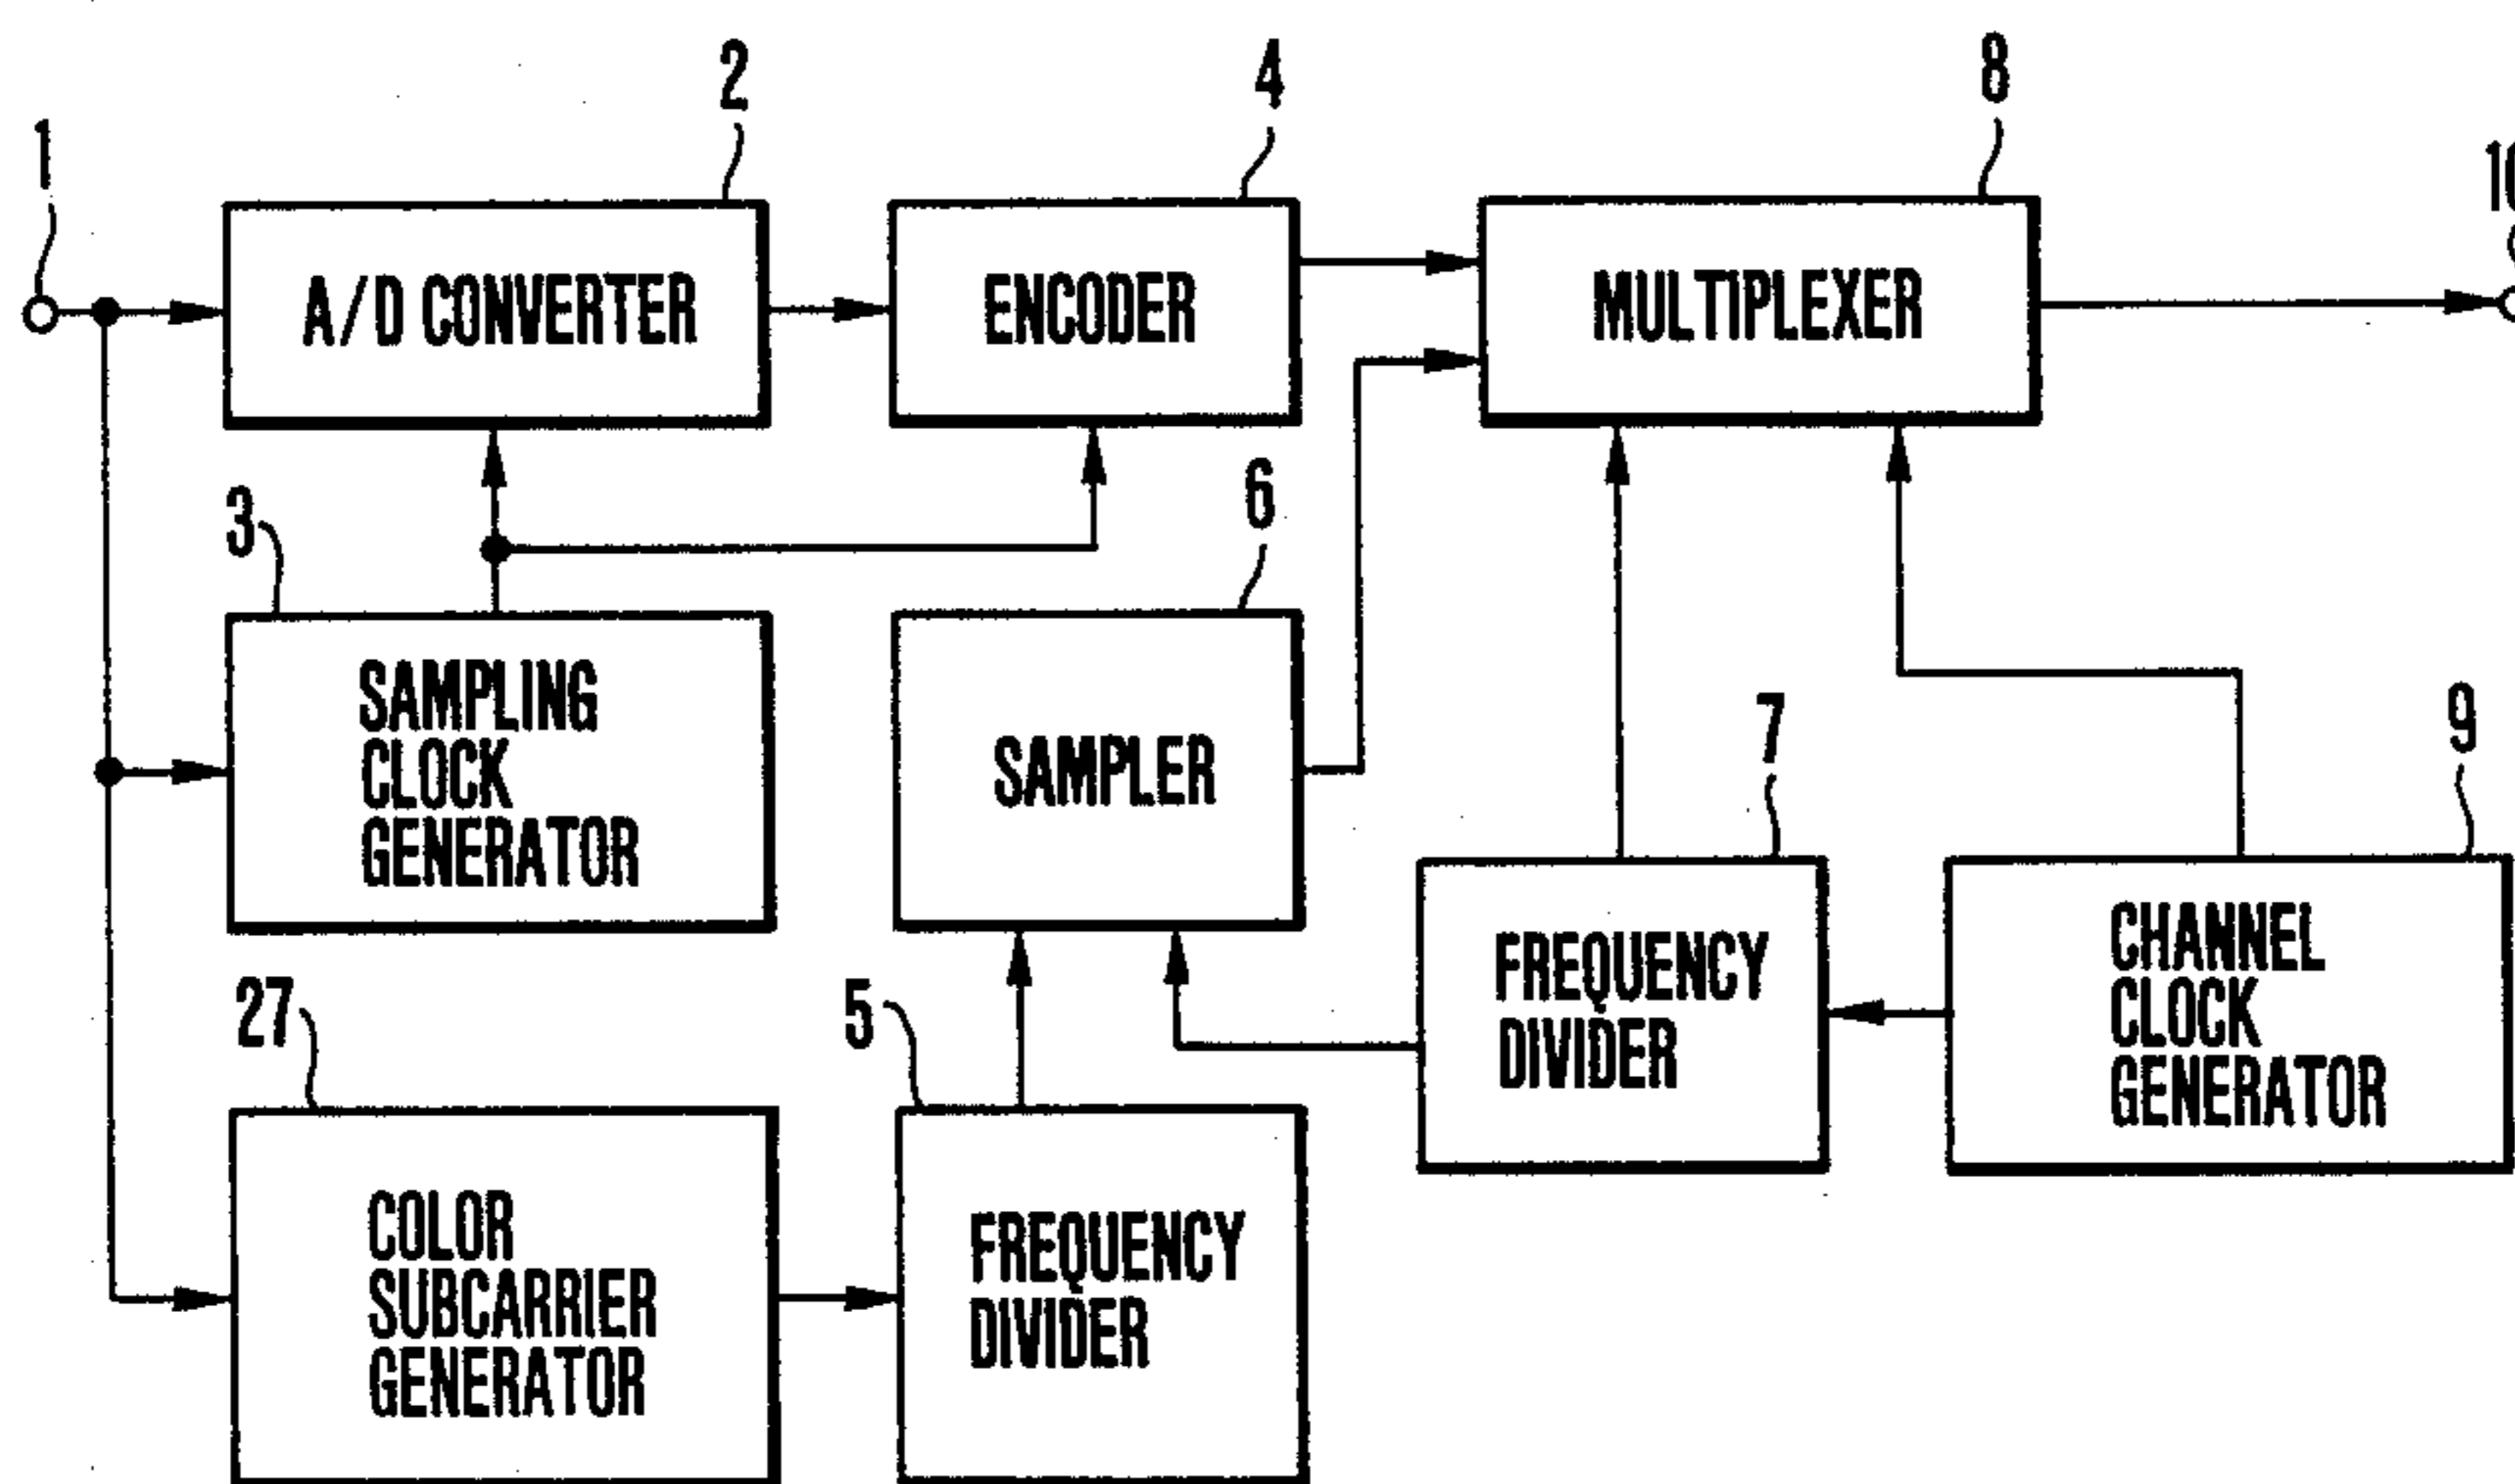 1
2
4
8
A/D CONVERTER
ENCODER
MULTIPLEXER
3
6
SAMPLING
CLOCK
GENERATOR
SAMPLER
7
9
27
5
FREQUENCY
DIVIDER
CHANNEL
CLOCK
GENERATOR
COLOR
SUBCARRIER
GENERATOR
FREQUENCY
DIVIDER